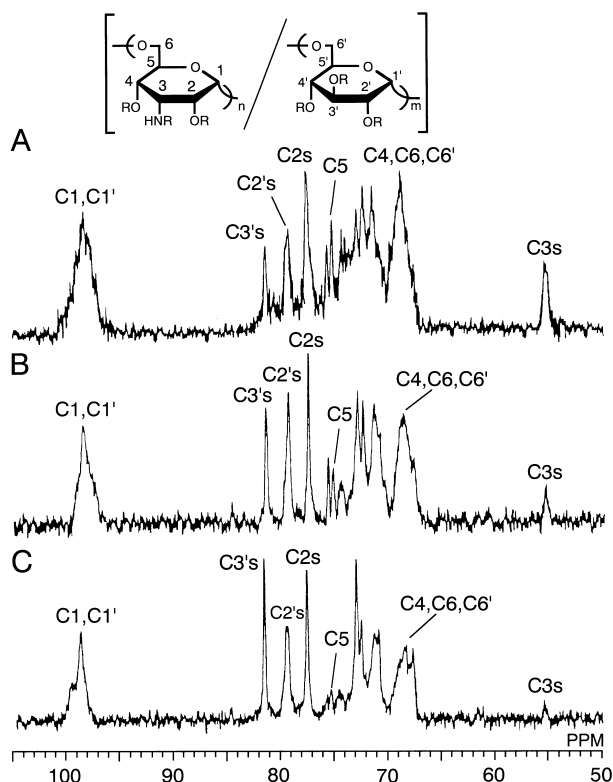 O 6 O 6'
5 O 1 5' O 1'
4 3 2 4' RO 2'
RO HNR OR n RO 3' OR m
A
C2s
C2's C5 C4,C6,C6'
C1,C1'
C3's C3s
B
C2s
C2's C4,C6,C6'
C3's
C1,C1' C5
C3s
C
C3's C2s
C1,C1' C2's C4,C6,C6'
C5
C3s
PPM
100 90 80 70 60 50